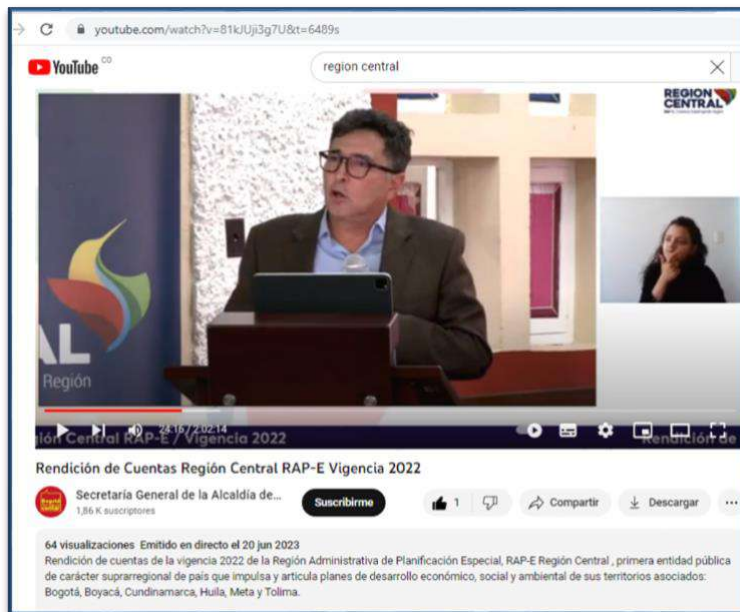 youtube.com/watch?v=81kJUji3g7U&t=6489s
YouTube CO
region central
REGION
CENTRAL
AL
Región
24:16 / 2:02:14
ión Central RAP-E / Vigencia 2022
Rendición de
Rendición de Cuentas Región Central RAP-E Vigencia 2022
Secretaría General de la Alcaldía de...
1,86 K suscriptores
Suscribirme
1
Compartir
Descargar
64 visualizaciones Emitido en directo el 20 jun 2023
Rendición de cuentas de la vigencia 2022 de la Región Administrativa de Planificación Especial, RAP-E Región Central , primera entidad pública
de carácter suprarregional de pais que impulsa y articula planes de desarrollo económico, social y ambiental de sus territorios asociados:
Bogotá, Boyacá, Cundinamarca, Huila, Meta y Tolima.